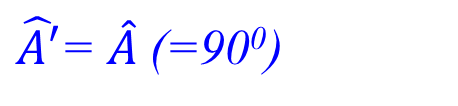 Â′ = Â (=90⁰)